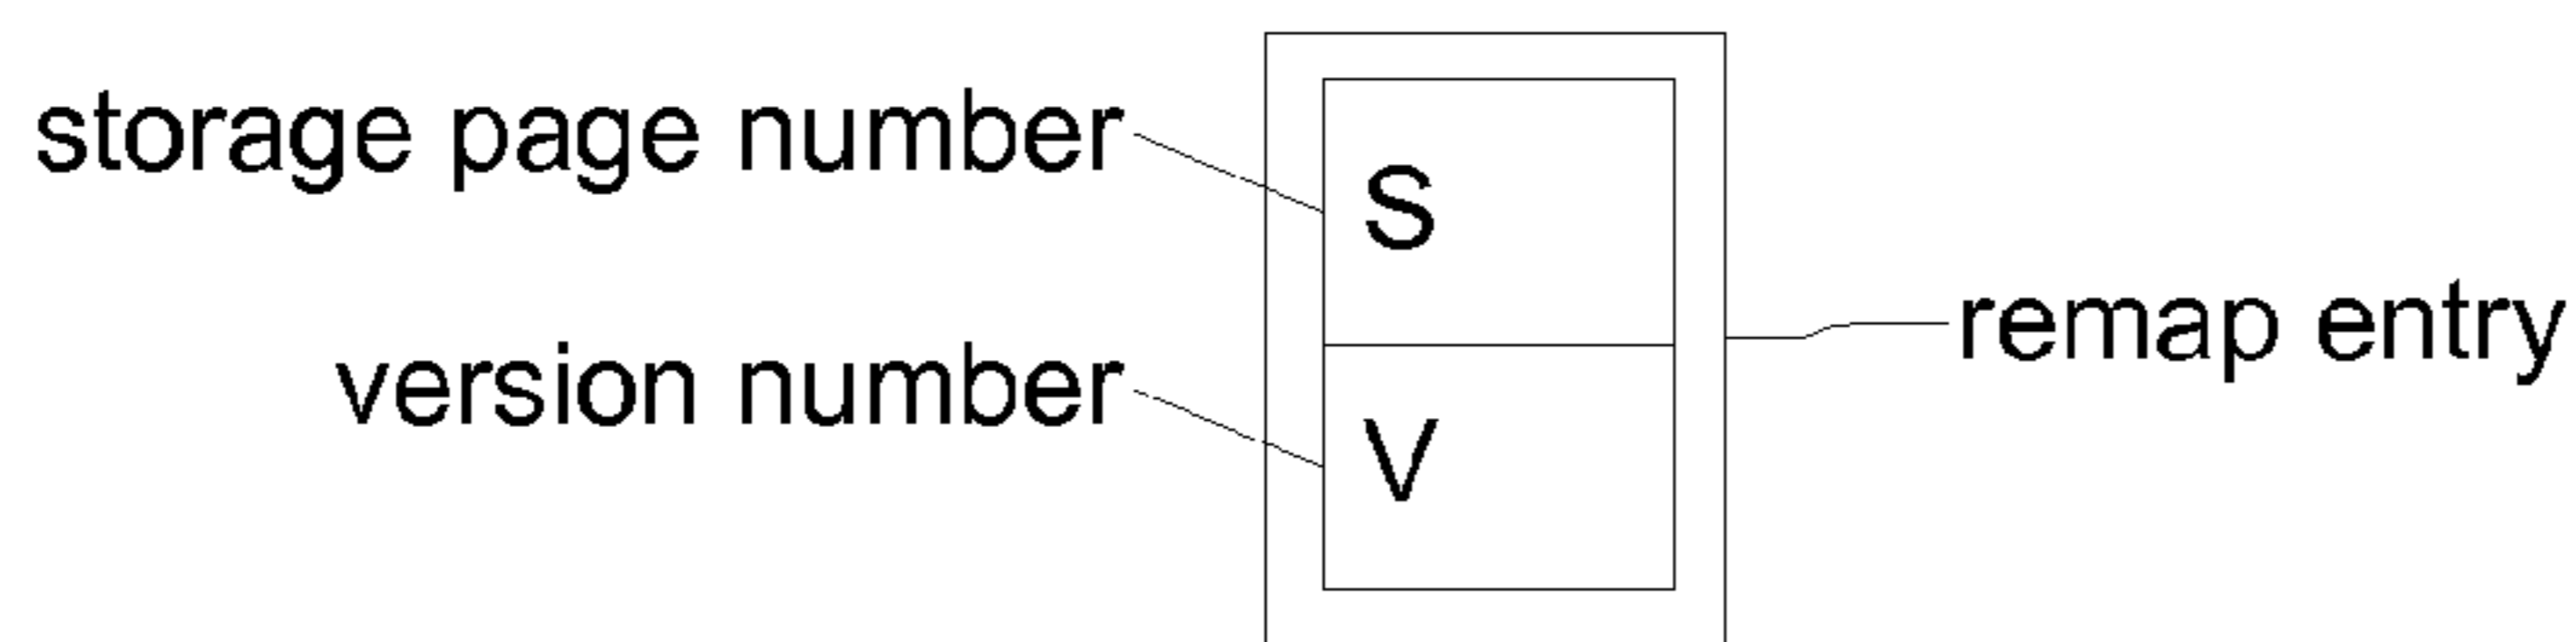 storage page number
S
version number
V
remap entry